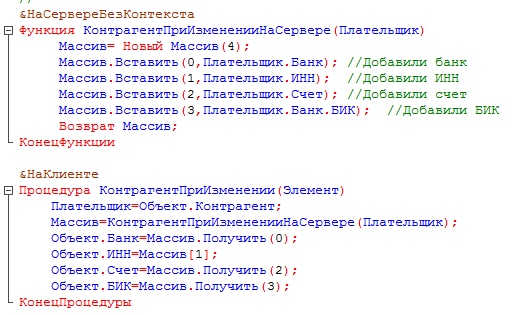 //
&НаСервереБезКонтекста
Функция КонтрагентПриИзмененииНаСервере(Плательщик)
Массив= Новый Массив(4);
Массив.Вставить(0,Плательщик.Банк); //Добавили банк
Массив.Вставить(1,Плательщик.ИНН); //Добавили ИНН
Массив.Вставить(2,Плательщик.Счет); //Добавили счет
Массив.Вставить(3,Плательщик.Банк.БИК); //Добавили БИК
Возврат Массив;
КонецФункции
&НаКлиенте
Процедура КонтрагентПриИзменении(Элемент)
Плательщик=Объект.Контрагент;
Массив=КонтрагентПриИзмененииНаСервере(Плательщик);
Объект.Банк=Массив.Получить(0);
Объект.ИНН=Массив[1];
Объект.Счет=Массив.Получить(2);
Объект.БИК=Массив.Получить(3);
КонецПроцедуры